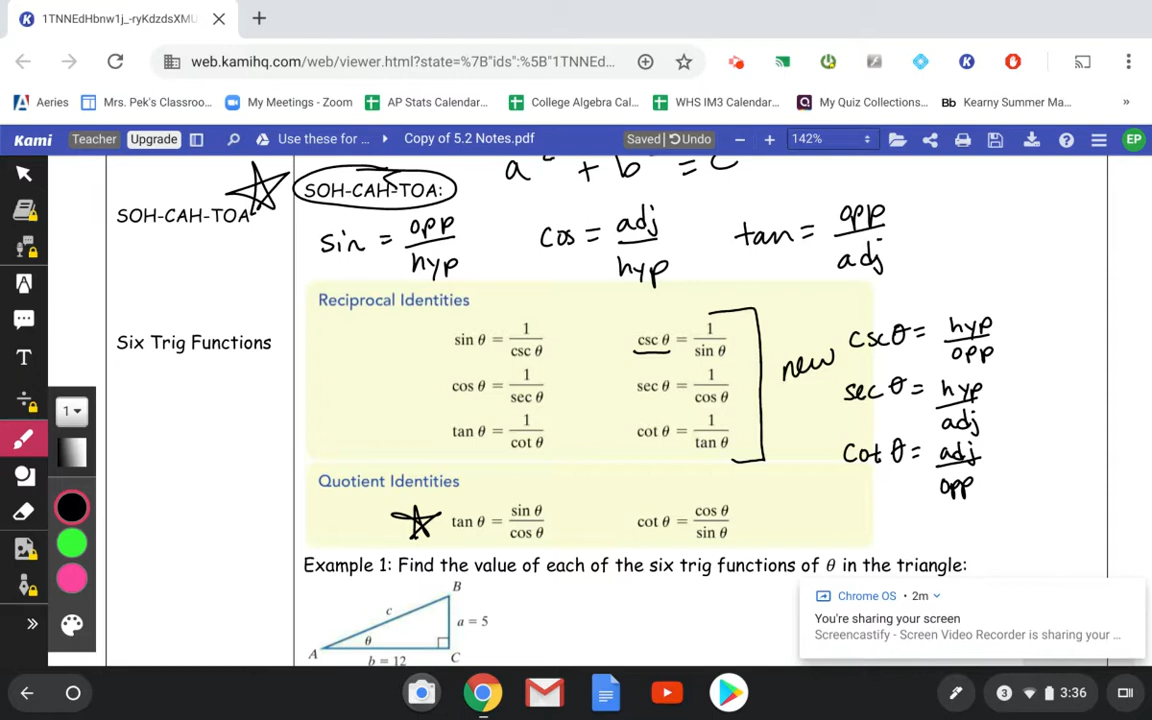 1TNNEdHbnw1j_-ryKdzdsXMU
web.kamihq.com/web/viewer.html?state=%7B"ids":%5B"1TNNEdHbnw1j_-ryKdzdsXMU
Aeries Mrs. Pek's Classroo... My Meetings - Zoom AP Stats Calendar... College Algebra Cal... WHS IM3 Calendar... My Quiz Collections... Bb Kearny Summer Ma... »
Kami Teacher Upgrade Use these for ... Copy of 5.2 Notes.pdf Saved Undo 142% EP
a² + b² = c
SOH-CAH-TOA:
SOH-CAH-TOA
sin = opp/hyp cos = adj/hyp tan = opp/adj
Reciprocal Identities
Six Trig Functions
sin θ = 1/csc θ csc θ = 1/sin θ
cos θ = 1/sec θ sec θ = 1/cos θ
tan θ = 1/cot θ cot θ = 1/tan θ
new
csc θ = hyp/opp
sec θ = hyp/adj
cot θ = adj/opp
Quotient Identities
tan θ = sin θ/cos θ cot θ = cos θ/sin θ
Example 1: Find the value of each of the six trig functions of θ in the triangle:
B
c
a = 5
θ
A
b = 12
C
Chrome OS • 2m
You're sharing your screen
Screencastify - Screen Video Recorder is sharing your ...
1
3 3:36